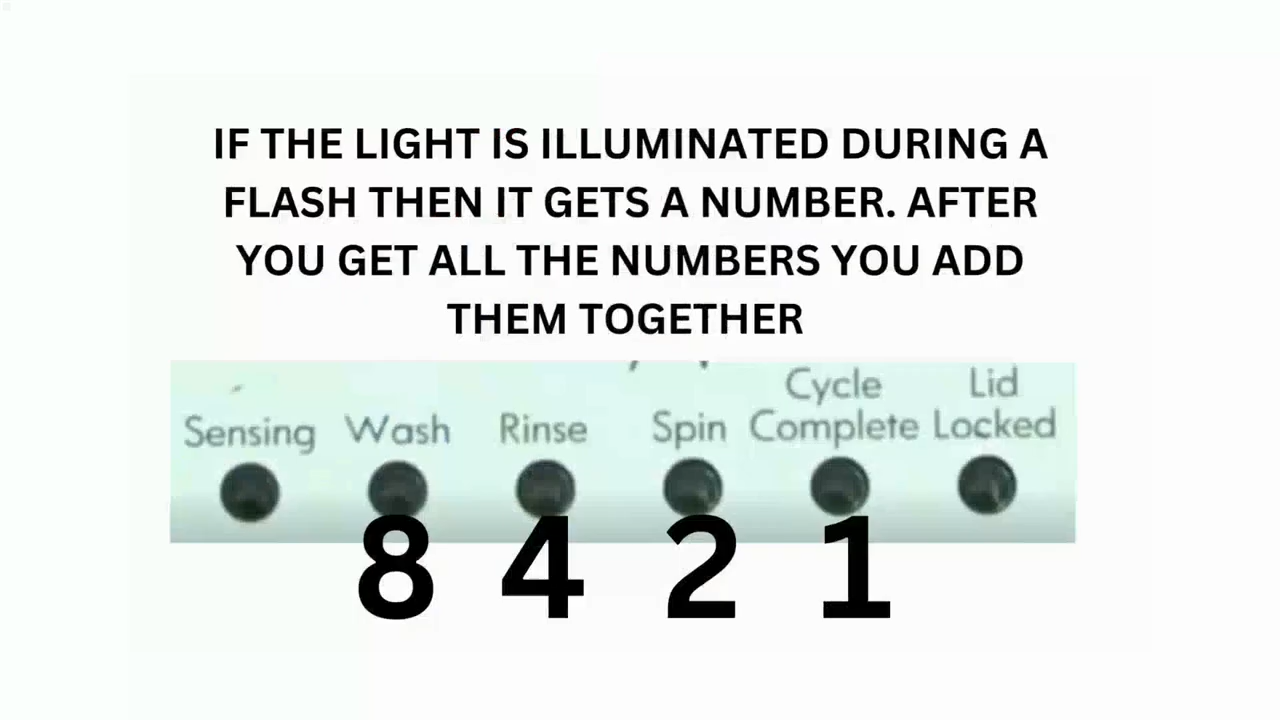 IF THE LIGHT IS ILLUMINATED DURING A
FLASH THEN IT GETS A NUMBER. AFTER
YOU GET ALL THE NUMBERS YOU ADD
THEM TOGETHER
Sensing Wash Rinse Spin Cycle Complete Lid Locked
8 4 2 1